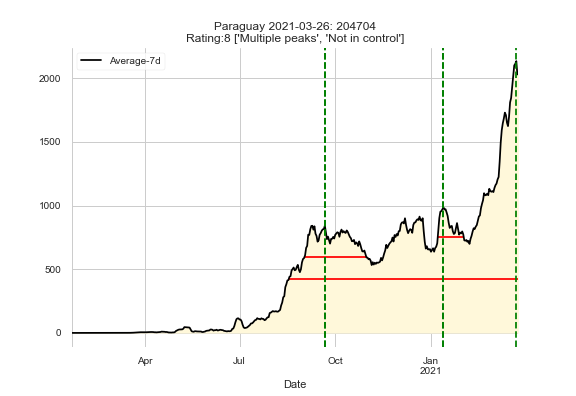 Paraguay 2021-03-26: 204704
Rating:8 ['Multiple peaks', 'Not in control']
Average-7d
2000
1500
1000
500
0
Apr Jul Oct Jan
2021
Date